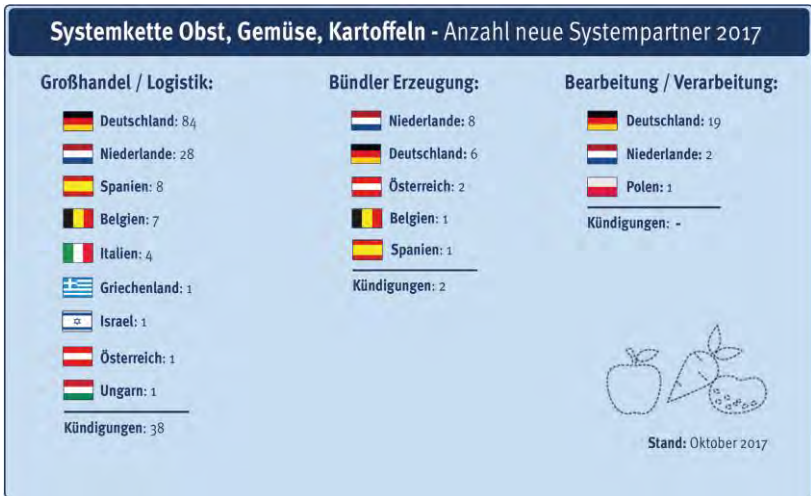 Systemkette Obst, Gemüse, Kartoffeln - Anzahl neue Systempartner 2017
Großhandel / Logistik:
Deutschland: 84
Niederlande: 28
Spanien: 8
Belgien: 7
Italien: 4
Griechenland: 1
Israel: 1
Österreich: 1
Ungarn: 1
Kündigungen: 38
Bündler Erzeugung:
Niederlande: 8
Deutschland: 6
Österreich: 2
Belgien: 1
Spanien: 1
Kündigungen: 2
Bearbeitung / Verarbeitung:
Deutschland: 19
Niederlande: 2
Polen: 1
Kündigungen: -
Stand: Oktober 2017